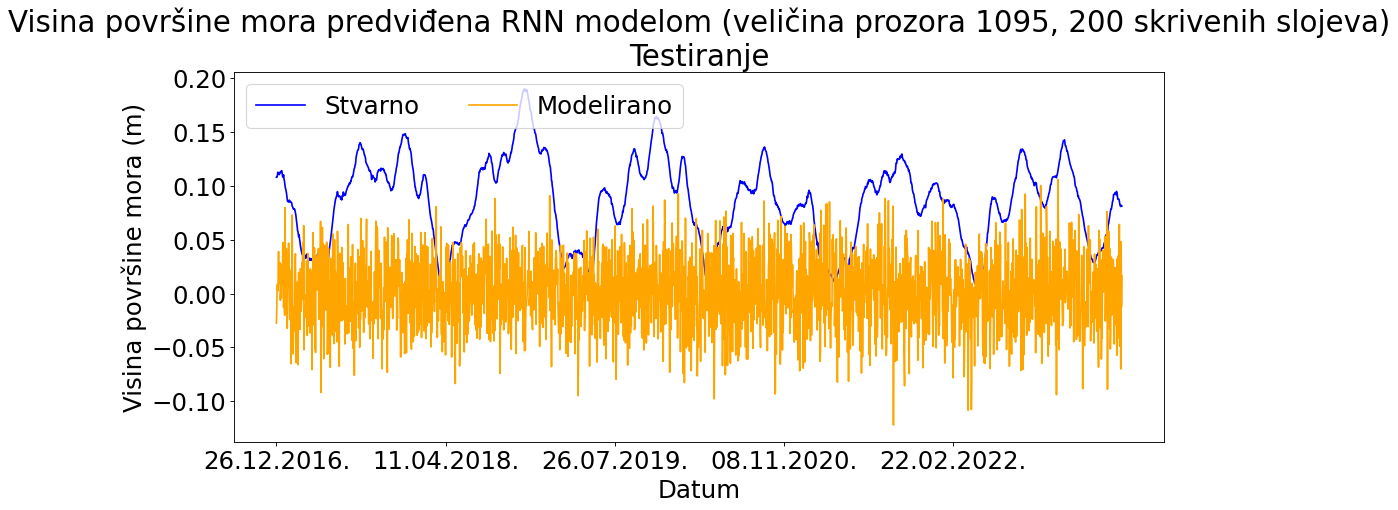 Visina površine mora predviđena RNN modelom (veličina prozora 1095, 200 skrivenih slojeva)
Testiranje
Stvarno
Modelirano
Visina površine mora (m)
0.20
0.15
0.10
0.05
0.00
−0.05
−0.10
26.12.2016.
11.04.2018.
26.07.2019.
08.11.2020.
22.02.2022.
Datum